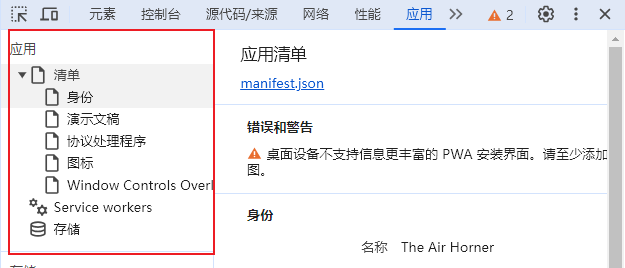 元素 控制台 源代码/来源 网络 性能 应用 2
应用
清单
身份
演示文稿
协议处理程序
图标
Window Controls Overl
Service workers
存储
应用清单
manifest.json
错误和警告
桌面设备不支持信息更丰富的 PWA 安装界面。请至少添加
图。
身份
名称 The Air Horner